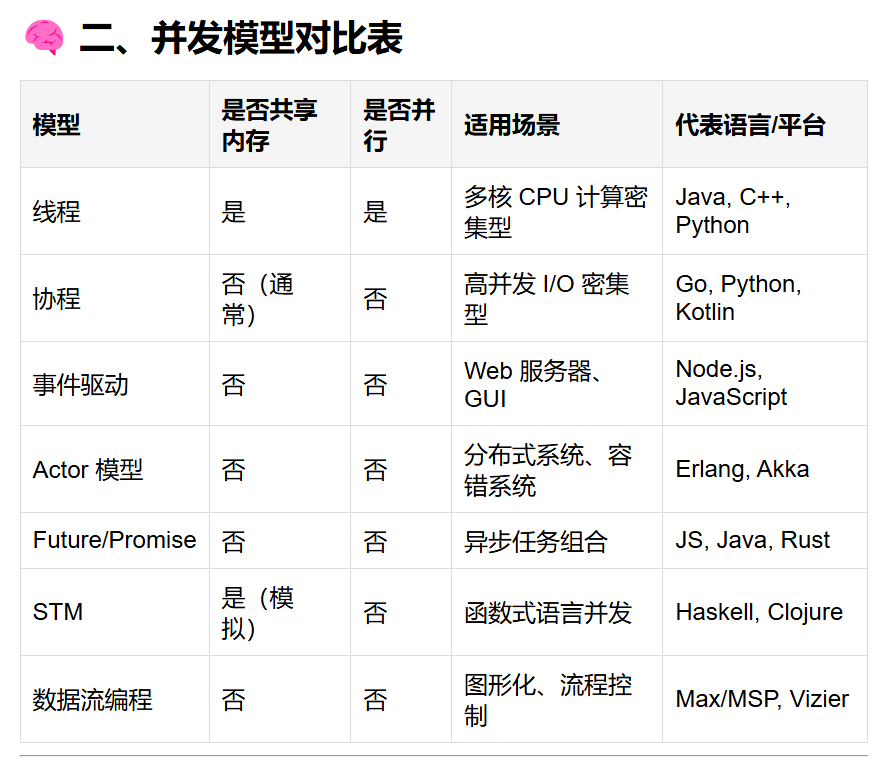 🧠 二、并发模型对比表
模型
是否共享
内存
是否并
行
适用场景
代表语言/平台
线程
是
是
多核 CPU 计算密
集型
Java, C++,
Python
协程
否（通
常）
否
高并发 I/O 密集
型
Go, Python,
Kotlin
事件驱动
否
否
Web 服务器、
GUI
Node.js,
JavaScript
Actor 模型
否
否
分布式系统、容
错系统
Erlang, Akka
Future/Promise
否
否
异步任务组合
JS, Java, Rust
STM
是（模
拟）
否
函数式语言并发
Haskell, Clojure
数据流编程
否
否
图形化、流程控
制
Max/MSP, Vizier